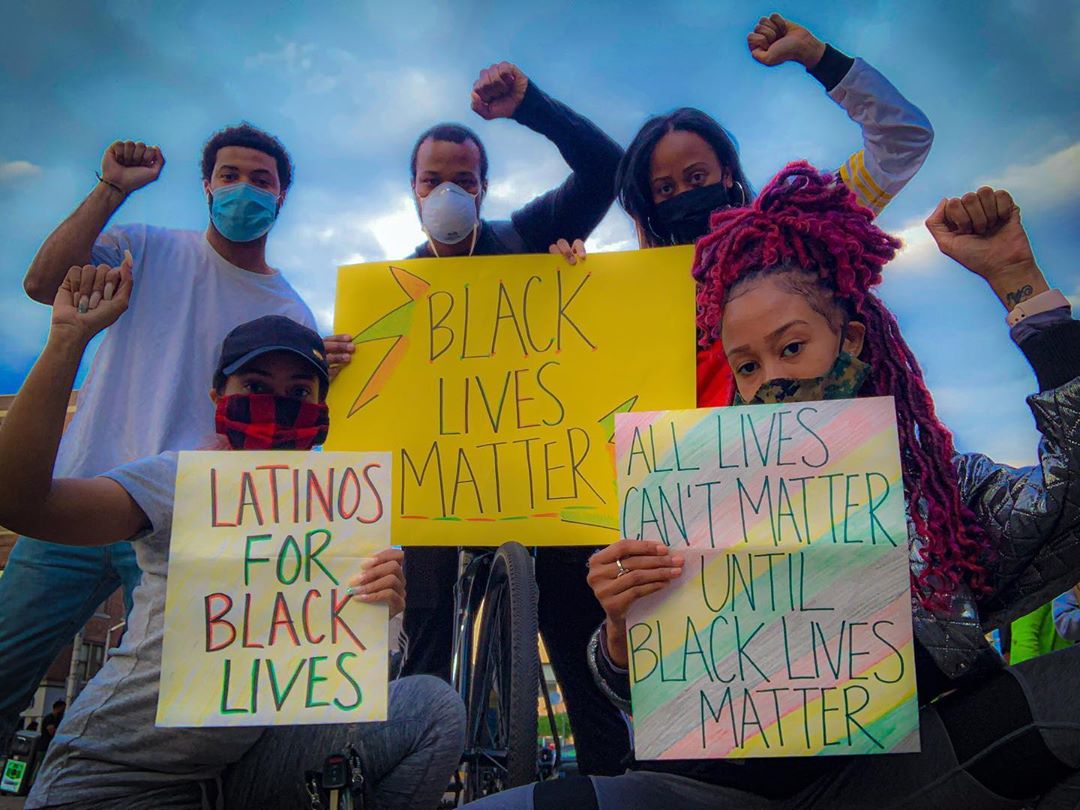 BLACK
LIVES
MATTER
LATINOS
FOR
BLACK
LIVES
ALL LIVES
CAN'T MATTER
UNTIL
BLACK LIVES
MATTER